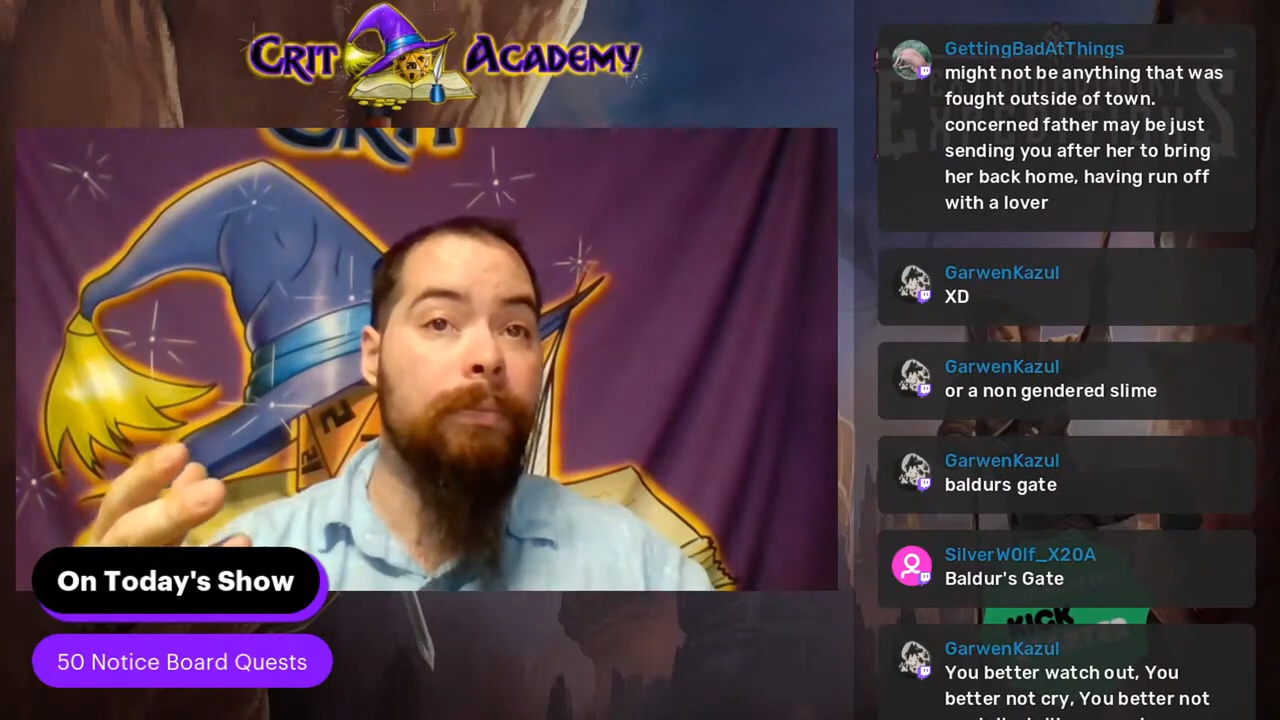 CRIT ACADEMY
CRIT
On Today's Show
50 Notice Board Quests
GettingBadAtThings
might not be anything that was
fought outside of town.
concerned father may be just
sending you after her to bring
her back home, having run off
with a lover
GarwenKazul
XD
GarwenKazul
or a non gendered slime
GarwenKazul
baldurs gate
SilverW0lf_X20A
Baldur's Gate
KICK
GarwenKazul
You better watch out, You
better not cry, You better not